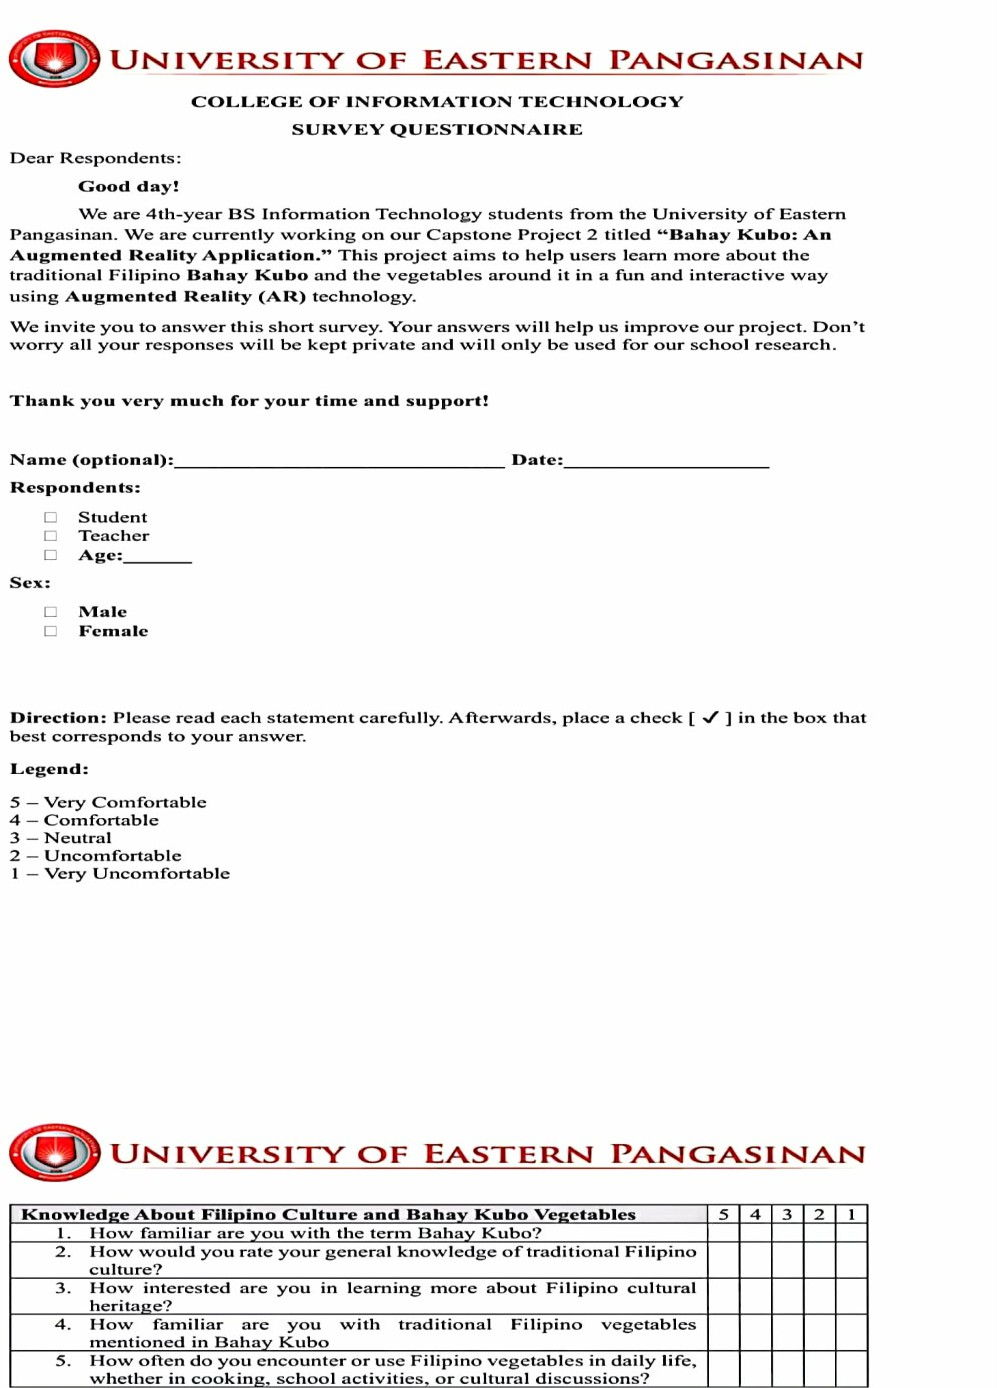 UNIVERSITY OF EASTERN PANGASINAN
COLLEGE OF INFORMATION TECHNOLOGY
SURVEY QUESTIONNAIRE
Dear Respondents:
Good day!
We are 4th-year BS Information Technology students from the University of Eastern
Pangasinan. We are currently working on our Capstone Project 2 titled “Bahay Kubo: An
Augmented Reality Application.” This project aims to help users learn more about the
traditional Filipino Bahay Kubo and the vegetables around it in a fun and interactive way
using Augmented Reality (AR) technology.
We invite you to answer this short survey. Your answers will help us improve our project. Don’t
worry all your responses will be kept private and will only be used for our school research.
Thank you very much for your time and support!
Name (optional):______________________________ Date:___________________
Respondents:
☐ Student
☐ Teacher
☐ Age:______
Sex:
☐ Male
☐ Female
Direction: Please read each statement carefully. Afterwards, place a check [ ✓ ] in the box that
best corresponds to your answer.
Legend:
5 – Very Comfortable
4 – Comfortable
3 – Neutral
2 – Uncomfortable
1 – Very Uncomfortable
UNIVERSITY OF EASTERN PANGASINAN
Knowledge About Filipino Culture and Bahay Kubo Vegetables 5 4 3 2 1
1. How familiar are you with the term Bahay Kubo?
2. How would you rate your general knowledge of traditional Filipino
culture?
3. How interested are you in learning more about Filipino cultural
heritage?
4. How familiar are you with traditional Filipino vegetables
mentioned in Bahay Kubo
5. How often do you encounter or use Filipino vegetables in daily life,
whether in cooking, school activities, or cultural discussions?